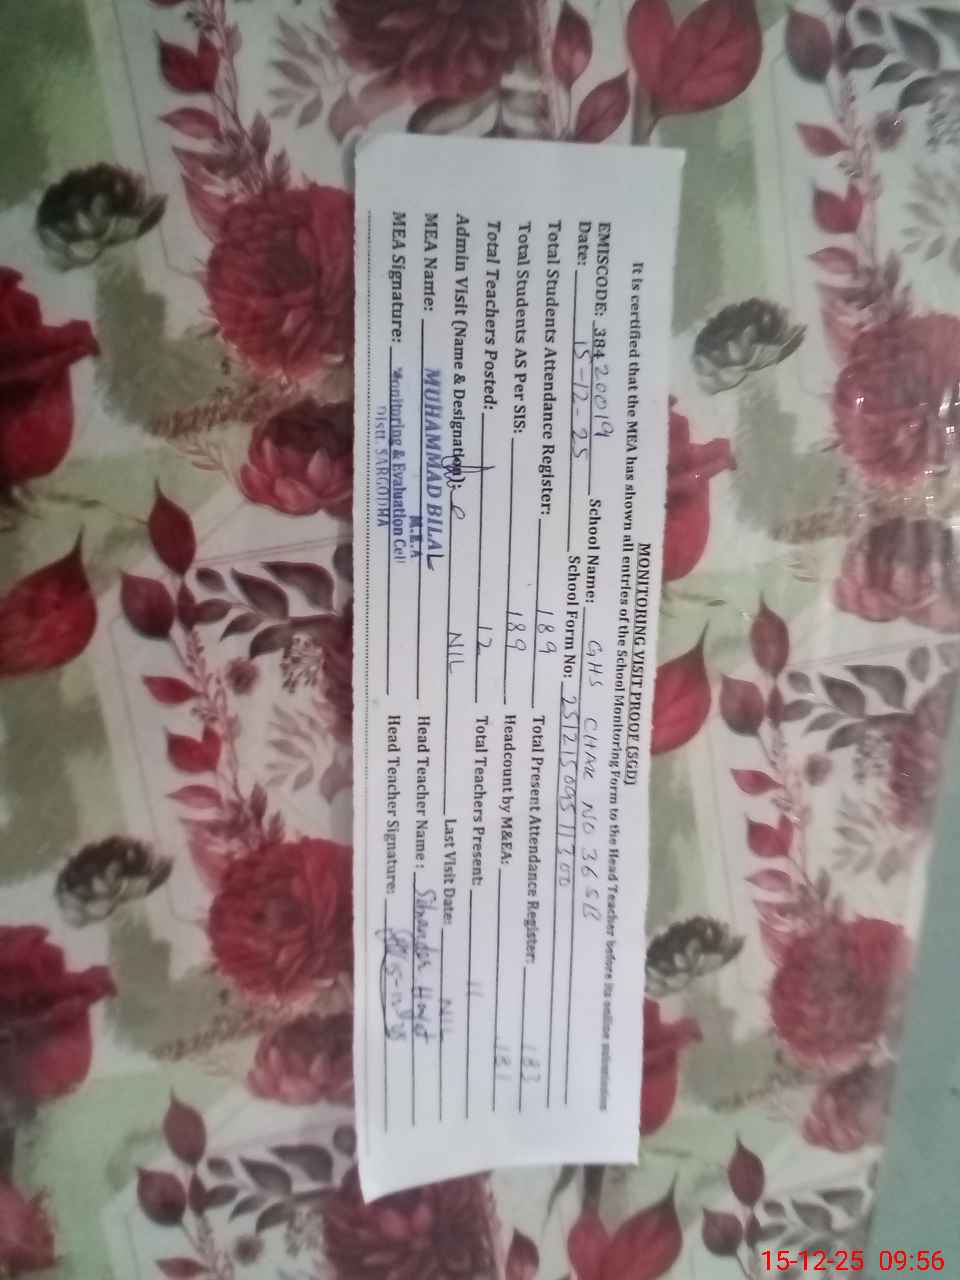 MONITORING VISIT PROOF (SGD)
It is certified that the MEA has shown all entries of the School Monitoring Form to the Head Teacher before its online submission
EMISCODE: 38420019 School Name: GHS CHAK NO 36 SB
Date: 15-12-25 School Form No:
Total Students Attendance Register: 189 Total Present Attendance Register: 183
Total Students AS Per SIS: 189 Headcount by M&EA: 181
Total Teachers Posted: 12 Total Teachers Present: 11
Admin Visit (Name & Designation): NIL Last Visit Date: NIL
MEA Name: MUHAMMAD BILAL Head Teacher Name:
M.E.A
MEA Signature: Monitoring & Evaluation Cell Head Teacher Signature:
Distt. SARGODHA
15-12-25 09:56